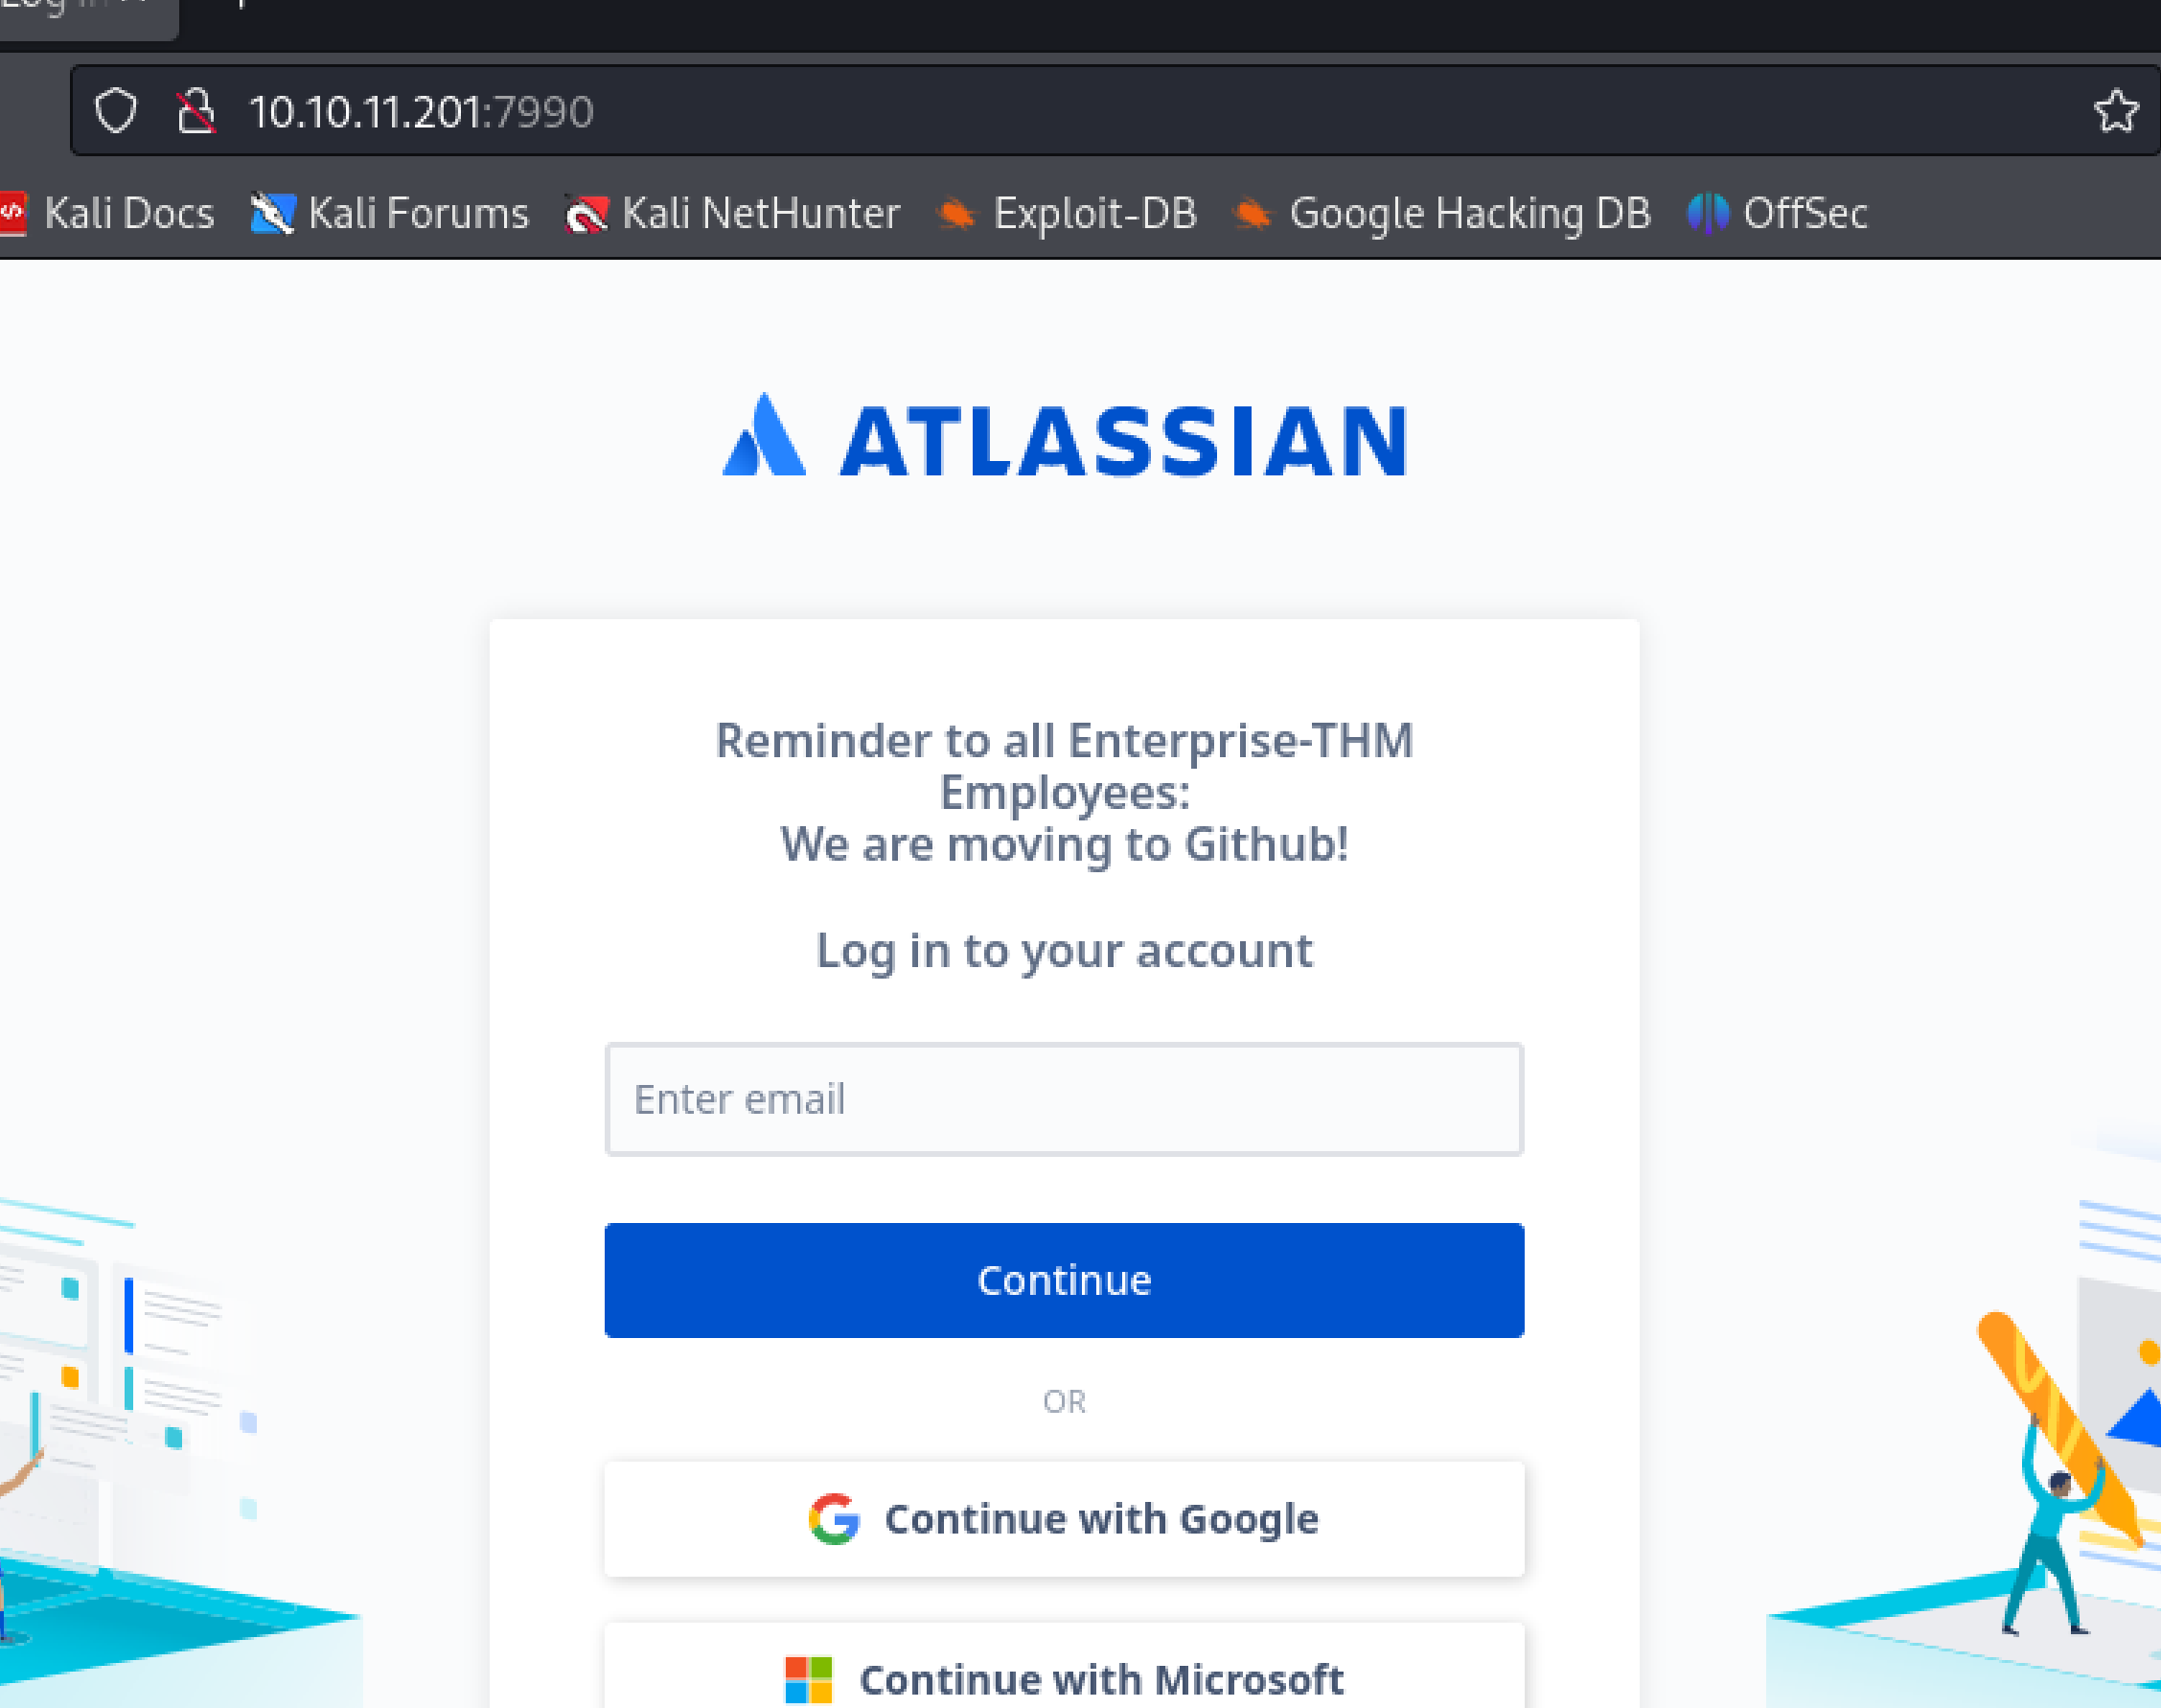 Log in
10.10.11.201:7990
Kali Docs Kali Forums Kali NetHunter Exploit-DB Google Hacking DB OffSec
ATLASSIAN
Reminder to all Enterprise-THM
Employees:
We are moving to Github!
Log in to your account
Enter email
Continue
OR
Continue with Google
Continue with Microsoft